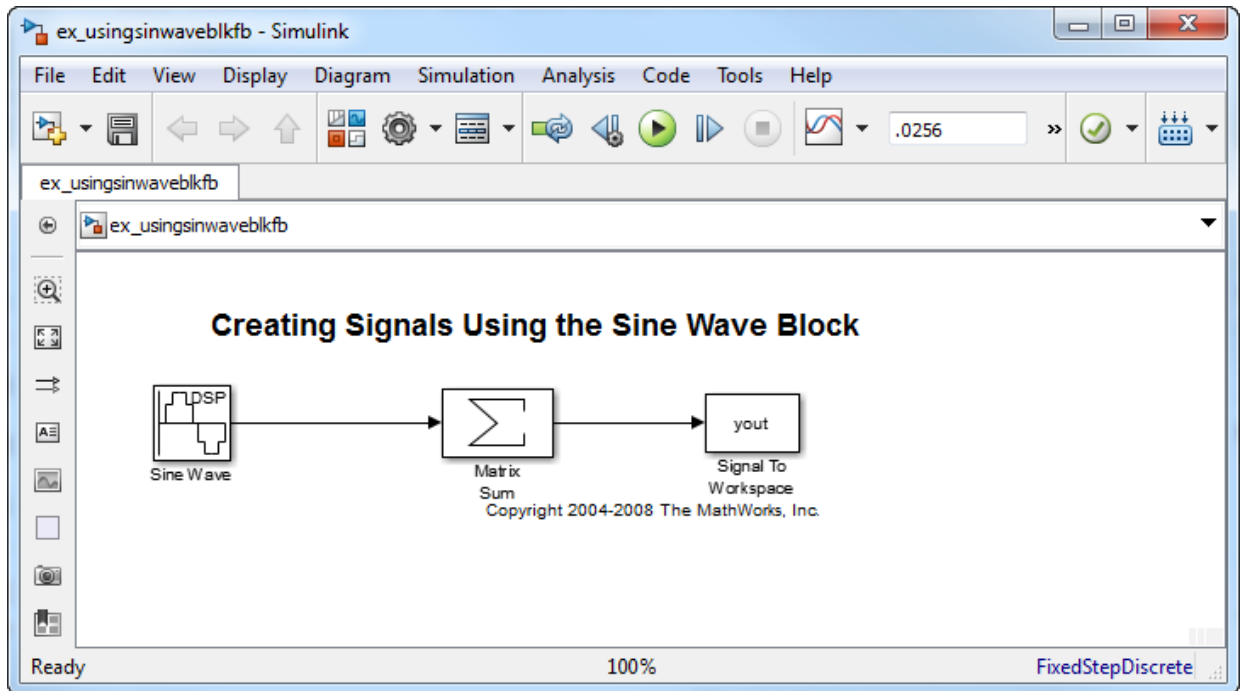 ex_usingsinwaveblkfb - Simulink
File Edit View Display Diagram Simulation Analysis Code Tools Help
.0256 »
ex_usingsinwaveblkfb
ex_usingsinwaveblkfb
Creating Signals Using the Sine Wave Block
DSP
Sine Wave
Matrix
Sum
yout
Signal To
Workspace
Copyright 2004-2008 The MathWorks, Inc.
A
Ready 100% FixedStepDiscrete